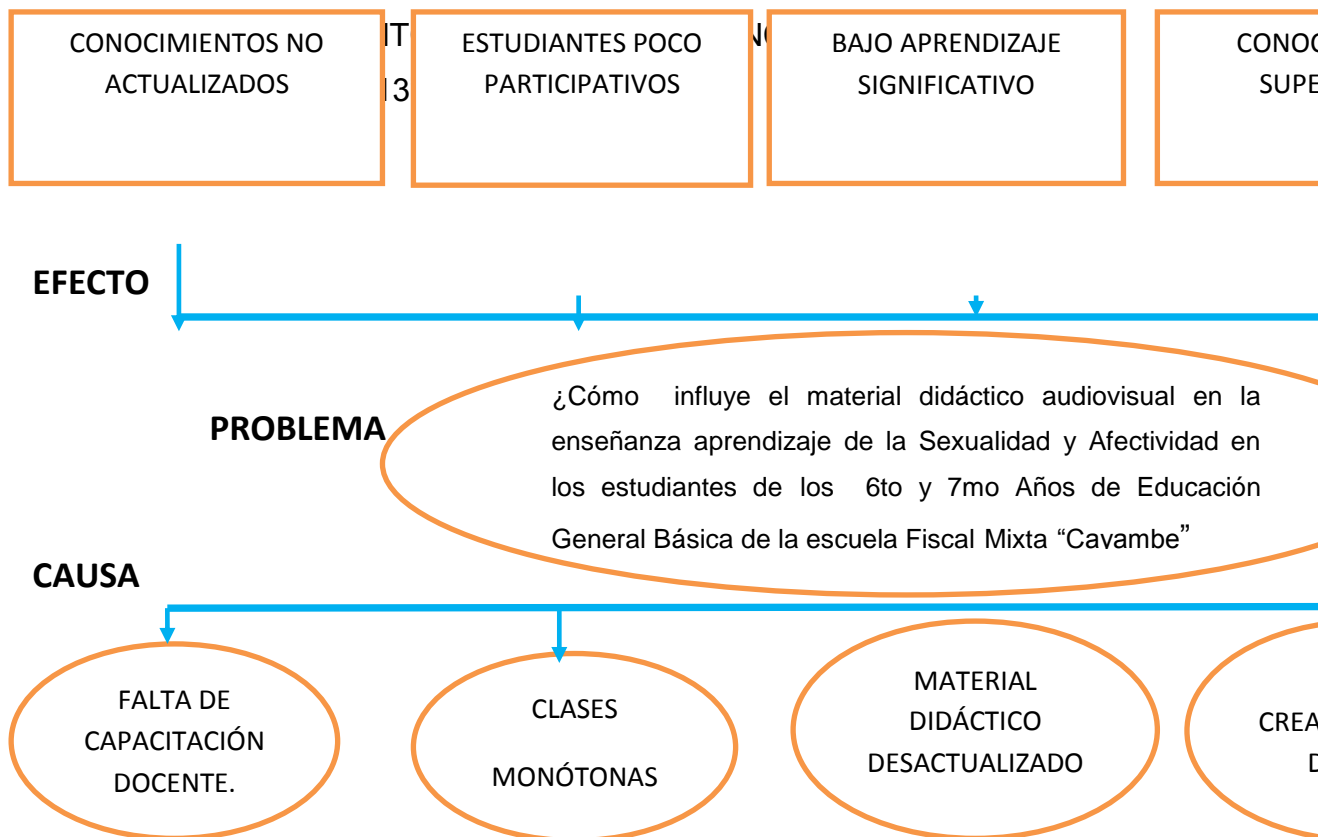 CONOCIMIENTOS NO
ACTUALIZADOS
ESTUDIANTES POCO
PARTICIPATIVOS
BAJO APRENDIZAJE
SIGNIFICATIVO
EFECTO
PROBLEMA
¿Cómo influye el material didáctico audiovisual en la
enseñanza aprendizaje de la Sexualidad y Afectividad en
los estudiantes de los 6to y 7mo Años de Educación
General Básica de la escuela Fiscal Mixta “Cayambe”
CAUSA
FALTA DE
CAPACITACIÓN
DOCENTE.
CLASES
MONÓTONAS
MATERIAL
DIDÁCTICO
DESACTUALIZADO